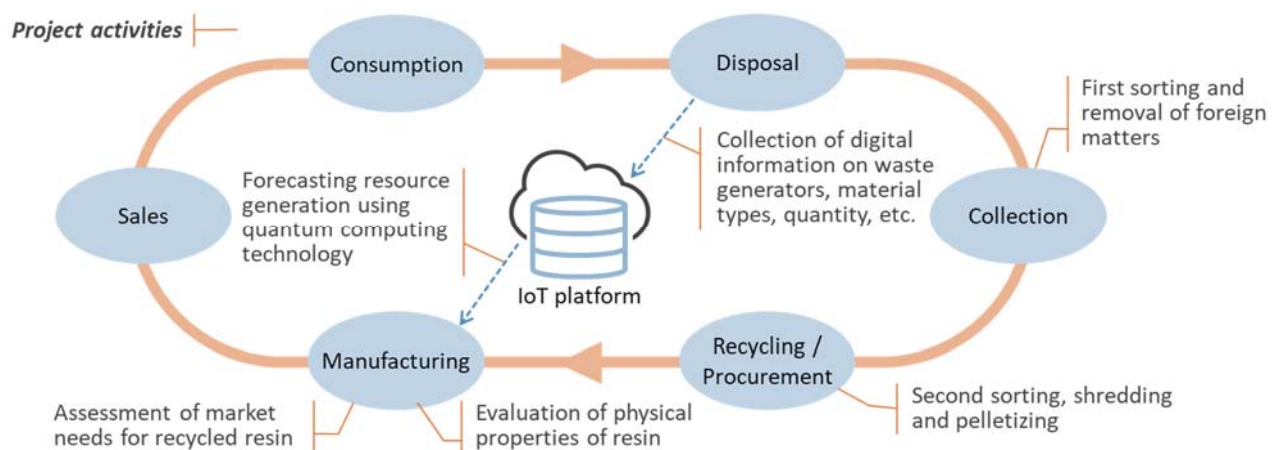 Project activities
Consumption
Disposal
First sorting and
removal of foreign
matters
Collection of digital
information on waste
generators, material
types, quantity, etc.
Forecasting resource
generation using
quantum computing
technology
Sales
Collection
IoT platform
Manufacturing
Recycling /
Procurement
Assessment of market
needs for recycled resin
Evaluation of physical
properties of resin
Second sorting, shredding
and pelletizing